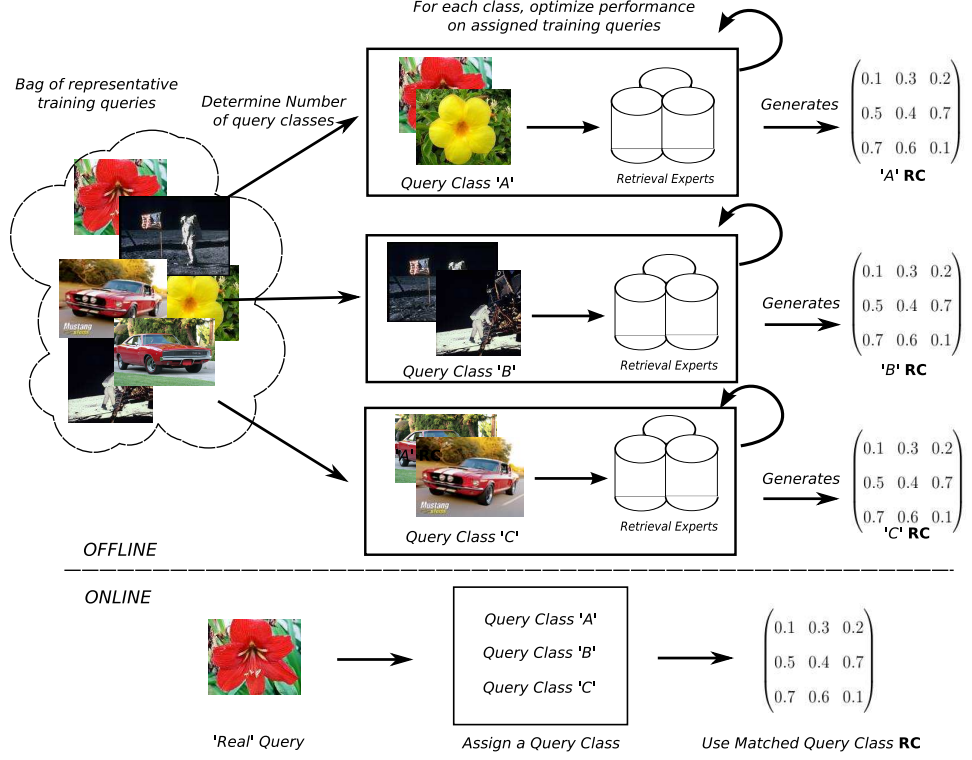 For each class, optimize performance
on assigned training queries
Bag of representative
training queries
Determine Number
of query classes
Query Class 'A'
Retrieval Experts
Generates
0.1 0.3 0.2
0.5 0.4 0.7
0.7 0.6 0.1
'A' RC
Query Class 'B'
Retrieval Experts
Generates
0.1 0.3 0.2
0.5 0.4 0.7
0.7 0.6 0.1
'B' RC
Mustang
'A' RC
Mustang
Query Class 'C'
Retrieval Experts
Generates
0.1 0.3 0.2
0.5 0.4 0.7
0.7 0.6 0.1
'C' RC
OFFLINE
ONLINE
Query Class 'A'
Query Class 'B'
Query Class 'C'
0.1 0.3 0.2
0.5 0.4 0.7
0.7 0.6 0.1
'Real' Query
Assign a Query Class
Use Matched Query Class RC